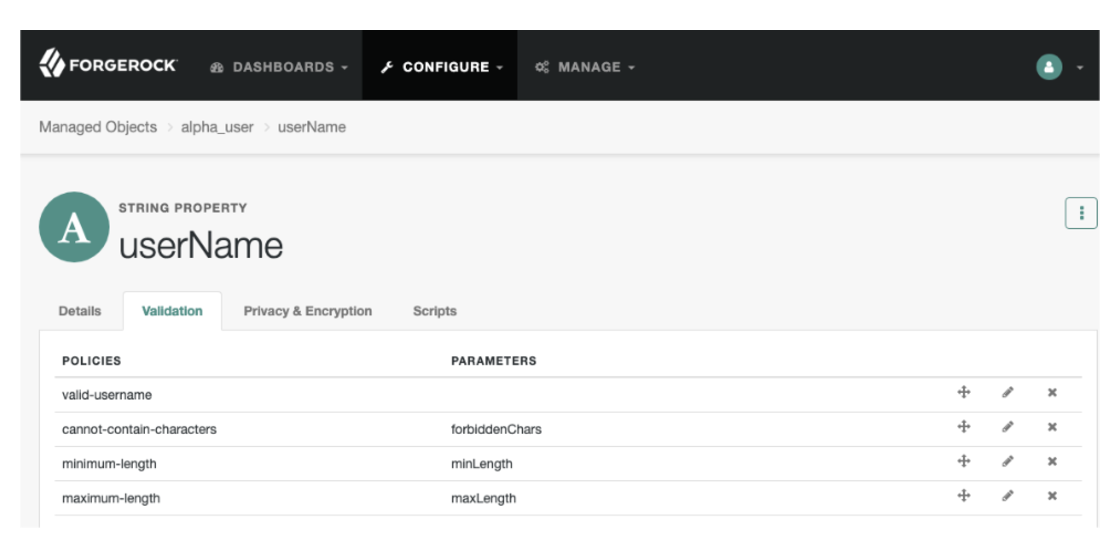 FORGEROCK DASHBOARDS CONFIGURE MANAGE
Managed Objects > alpha_user > userName
A
STRING PROPERTY
userName
Details Validation Privacy & Encryption Scripts
POLICIES PARAMETERS
valid-username
cannot-contain-characters forbiddenChars
minimum-length minLength
maximum-length maxLength